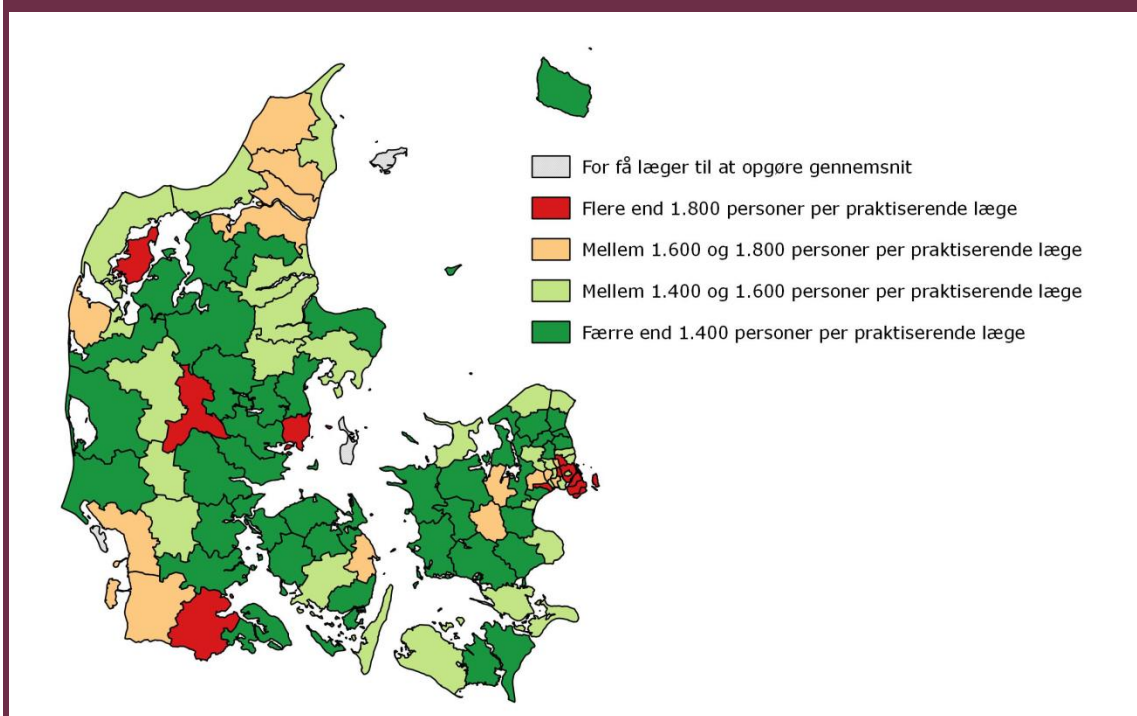 For få læger til at opgøre gennemsnit
Flere end 1.800 personer per praktiserende læge
Mellem 1.600 og 1.800 personer per praktiserende læge
Mellem 1.400 og 1.600 personer per praktiserende læge
Færre end 1.400 personer per praktiserende læge